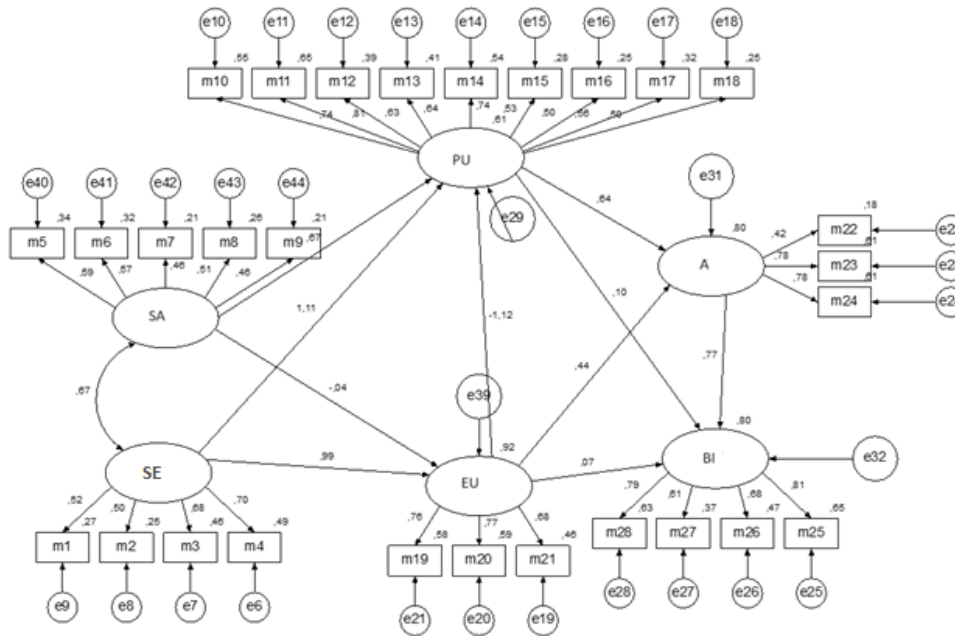 e10 e11 e12 e13 e14 e15 e16 e17 e18
,55 ,65 ,39 ,41 ,54 ,28 ,25 ,32 ,25
m10 m11 m12 m13 m14 m15 m16 m17 m18
,74 ,81 ,63 ,64 ,74 ,53 ,50 ,56
,61
PU
e40 e41 e42 e43 e44
e29
e31
,34 ,32 ,21 ,26 ,21
m5 m6 m7 m8 m9
,67
,64
,80
,18
m22
,42
,59 ,57 ,46 ,51 ,46
A
,78
,61
m23
,78
,61
m24
SA
1,11
,10
-1,12
,67
-,04
,44
,77
e39
,80
SE
,99
,92
EU
,07
BI
e32
,52 ,50 ,68 ,70
,27 ,25 ,46 ,49
m1 m2 m3 m4
e9 e8 e7 e6
,76 ,77 ,68
,58 ,59 ,46
m19 m20 m21
e21 e20 e19
,79 ,61 ,68 ,81
,63 ,37 ,47 ,65
m28 m27 m26 m25
e28 e27 e26 e25